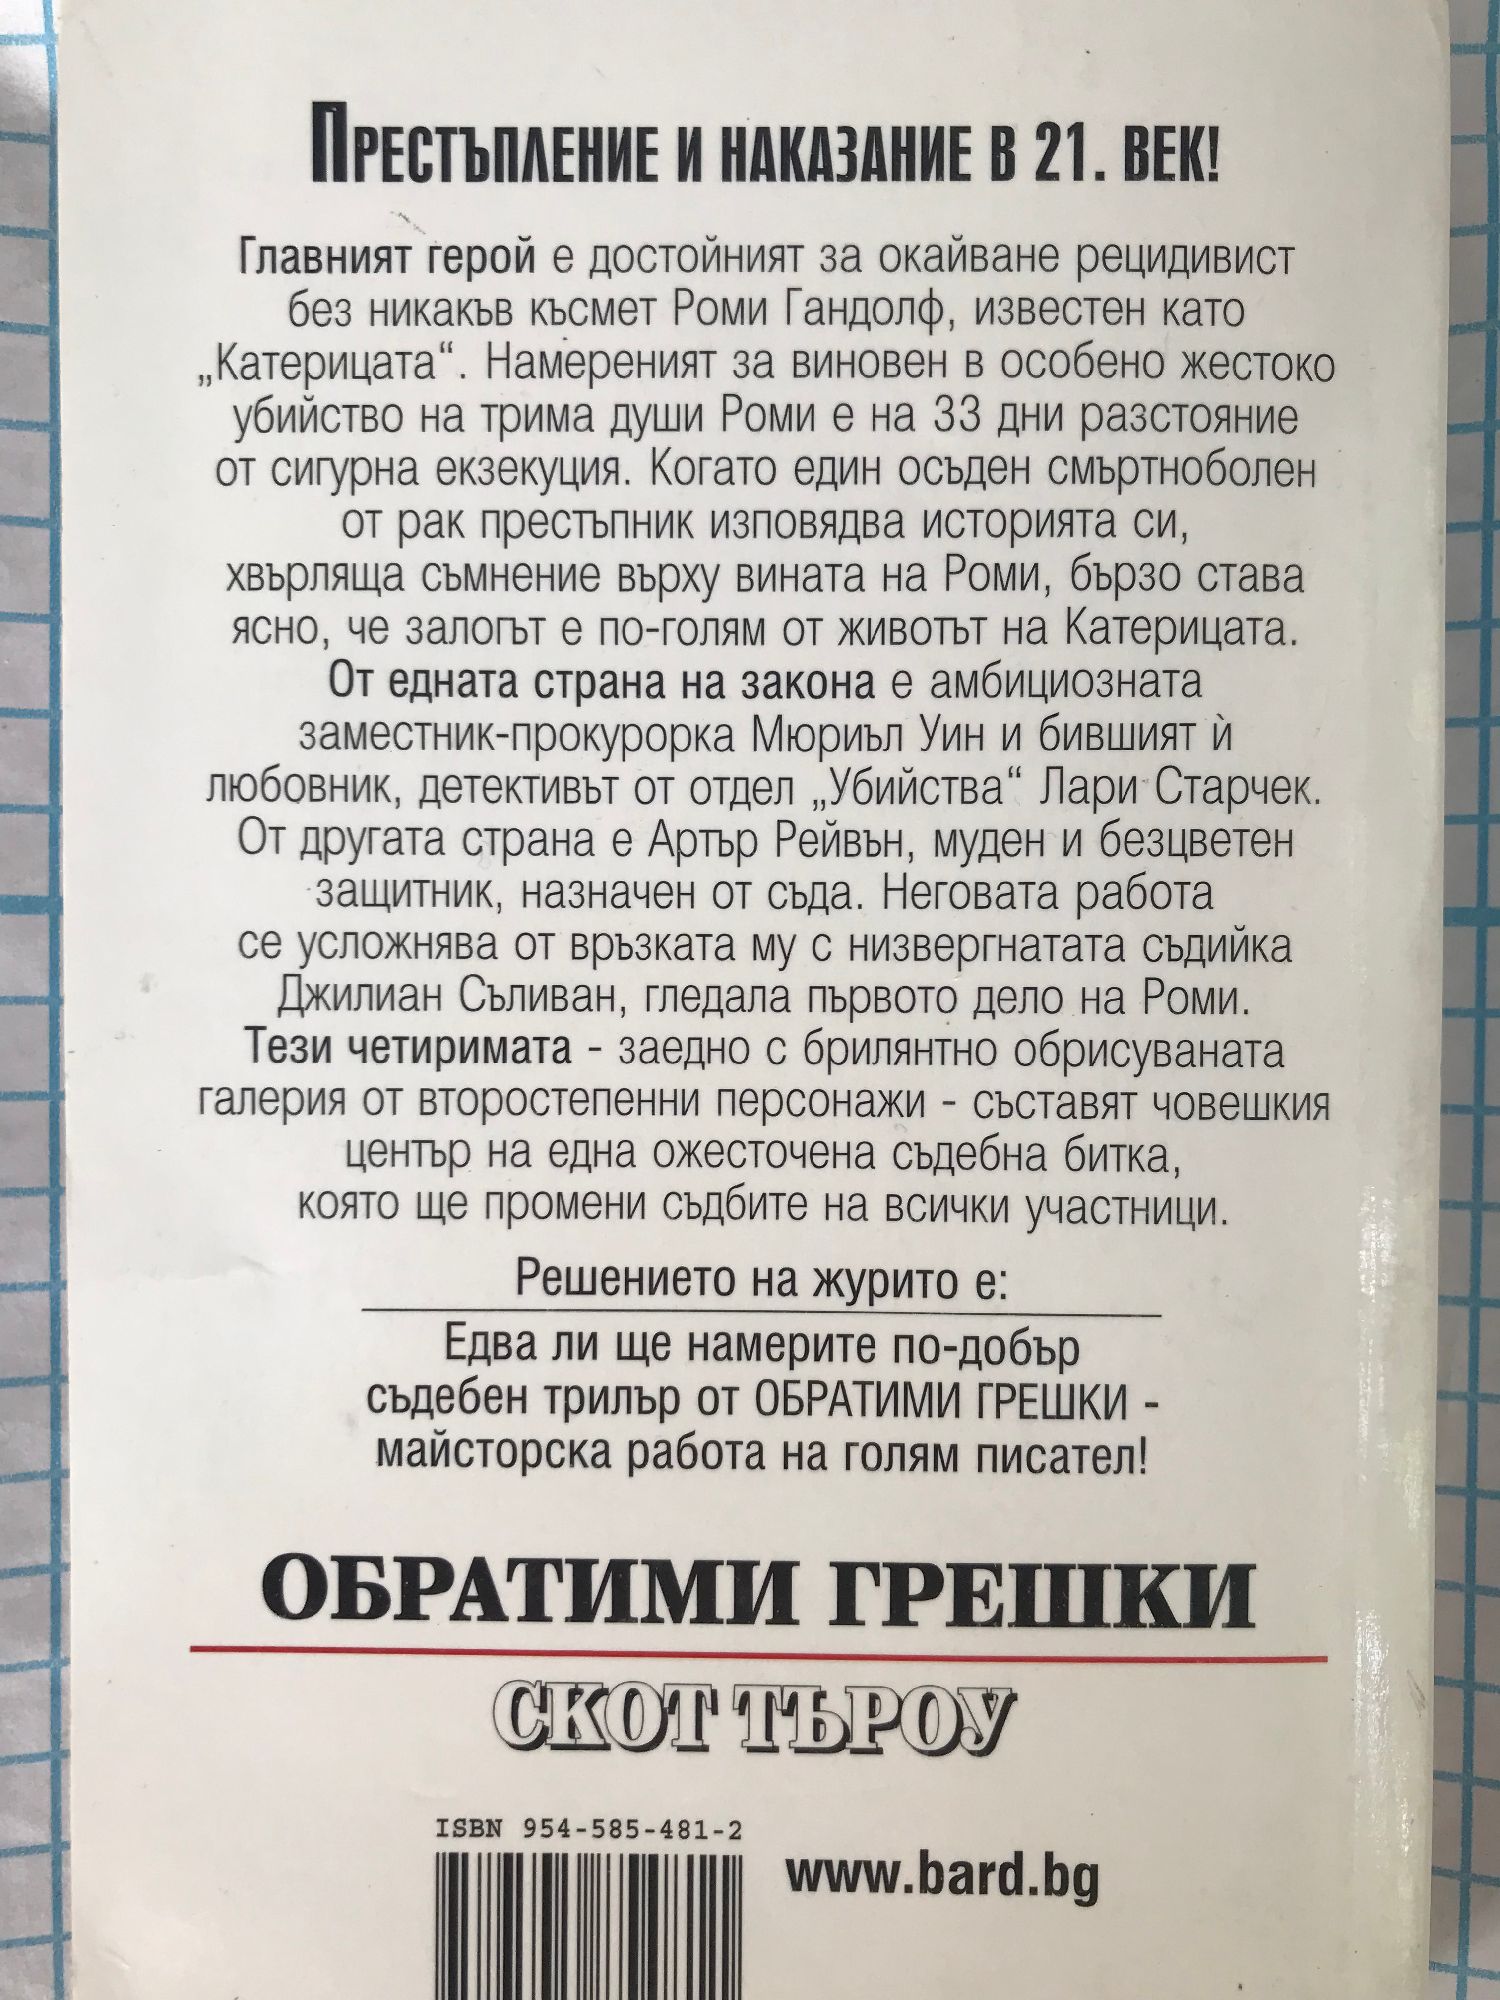 Престъпление и наказание в 21. век!
Главният герой е достойният за окайване рецидивист
без никакъв късмет Роми Гандолф, известен като
„Катерицата“. Намереният за виновен в особено жестоко
убийство на трима души Роми е на 33 дни разстояние
от сигурна екзекуция. Когато един осъден смъртноболен
от рак престъпник изповядва историята си,
хвърляща съмнение върху вината на Роми, бързо става
ясно, че залогът е по-голям от животът на Катерицата.
От едната страна на закона е амбициозната
заместник-прокурорка Мюриъл Уин и бившият ѝ
любовник, детективът от отдел „Убийства“ Лари Старчек.
От другата страна е Артър Рейвън, муден и безцветен
защитник, назначен от съда. Неговата работа
се усложнява от връзката му с низвергнатата съдийка
Джилиан Съливан, гледала първото дело на Роми.
Тези четиримата - заедно с брилянтно обрисуваната
галерия от второстепенни персонажи - съставят човешкия
център на една ожесточена съдебна битка,
която ще промени съдбите на всички участници.
Решението на журито е:
Едва ли ще намерите по-добър
съдебен трилър от ОБРАТИМИ ГРЕШКИ -
майсторска работа на голям писател!
ОБРАТИМИ ГРЕШКИ
СКОТ ТЪРОУ
ISBN 954-585-481-2
www.bard.bg